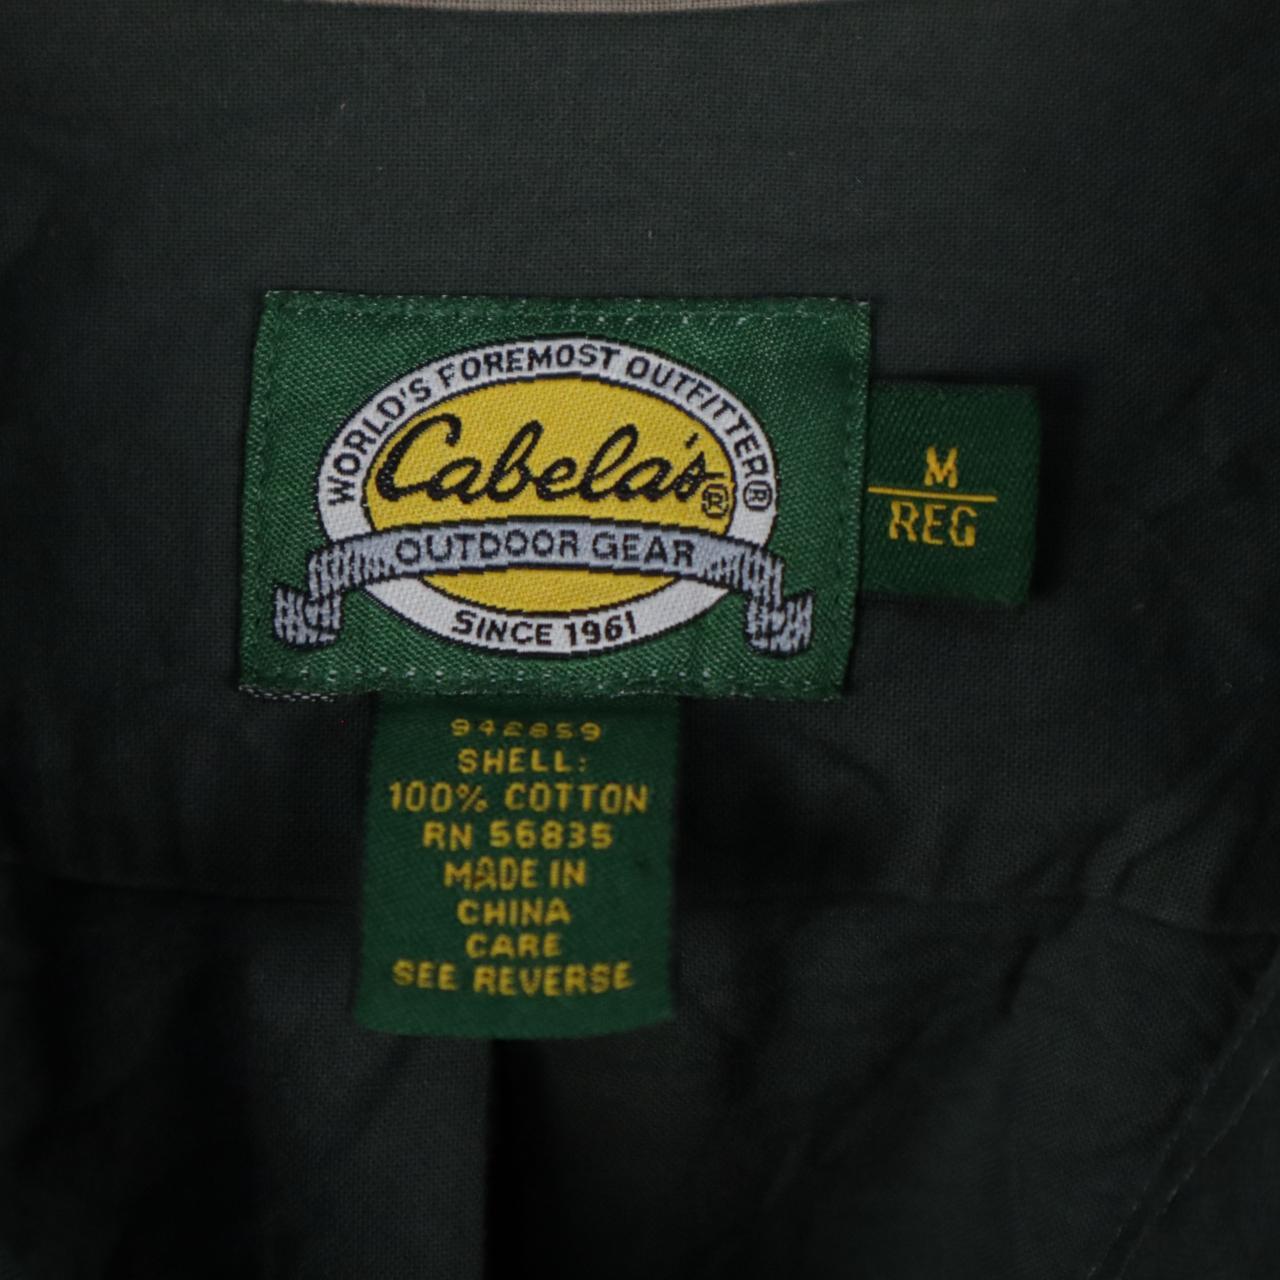 WORLD'S FOREMOST OUTFITTER®
Cabela's®
OUTDOOR GEAR
SINCE 1961
M
REG
942859
SHELL:
100% COTTON
RN 56835
MADE IN
CHINA
CARE
SEE REVERSE